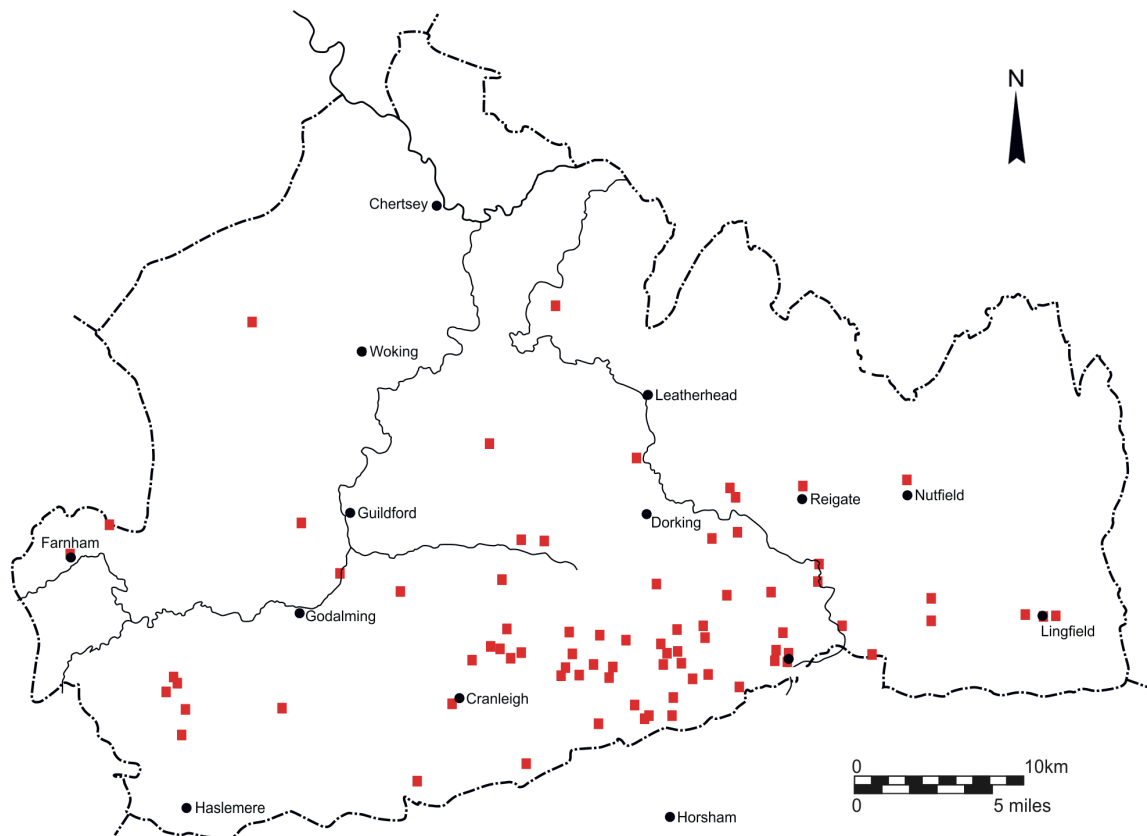 N
Chertsey
Woking
Leatherhead
Reigate
Nutfield
Guildford
Dorking
Farnham
Godalming
Lingfield
Cranleigh
0 10km
0 5 miles
Haslemere
Horsham